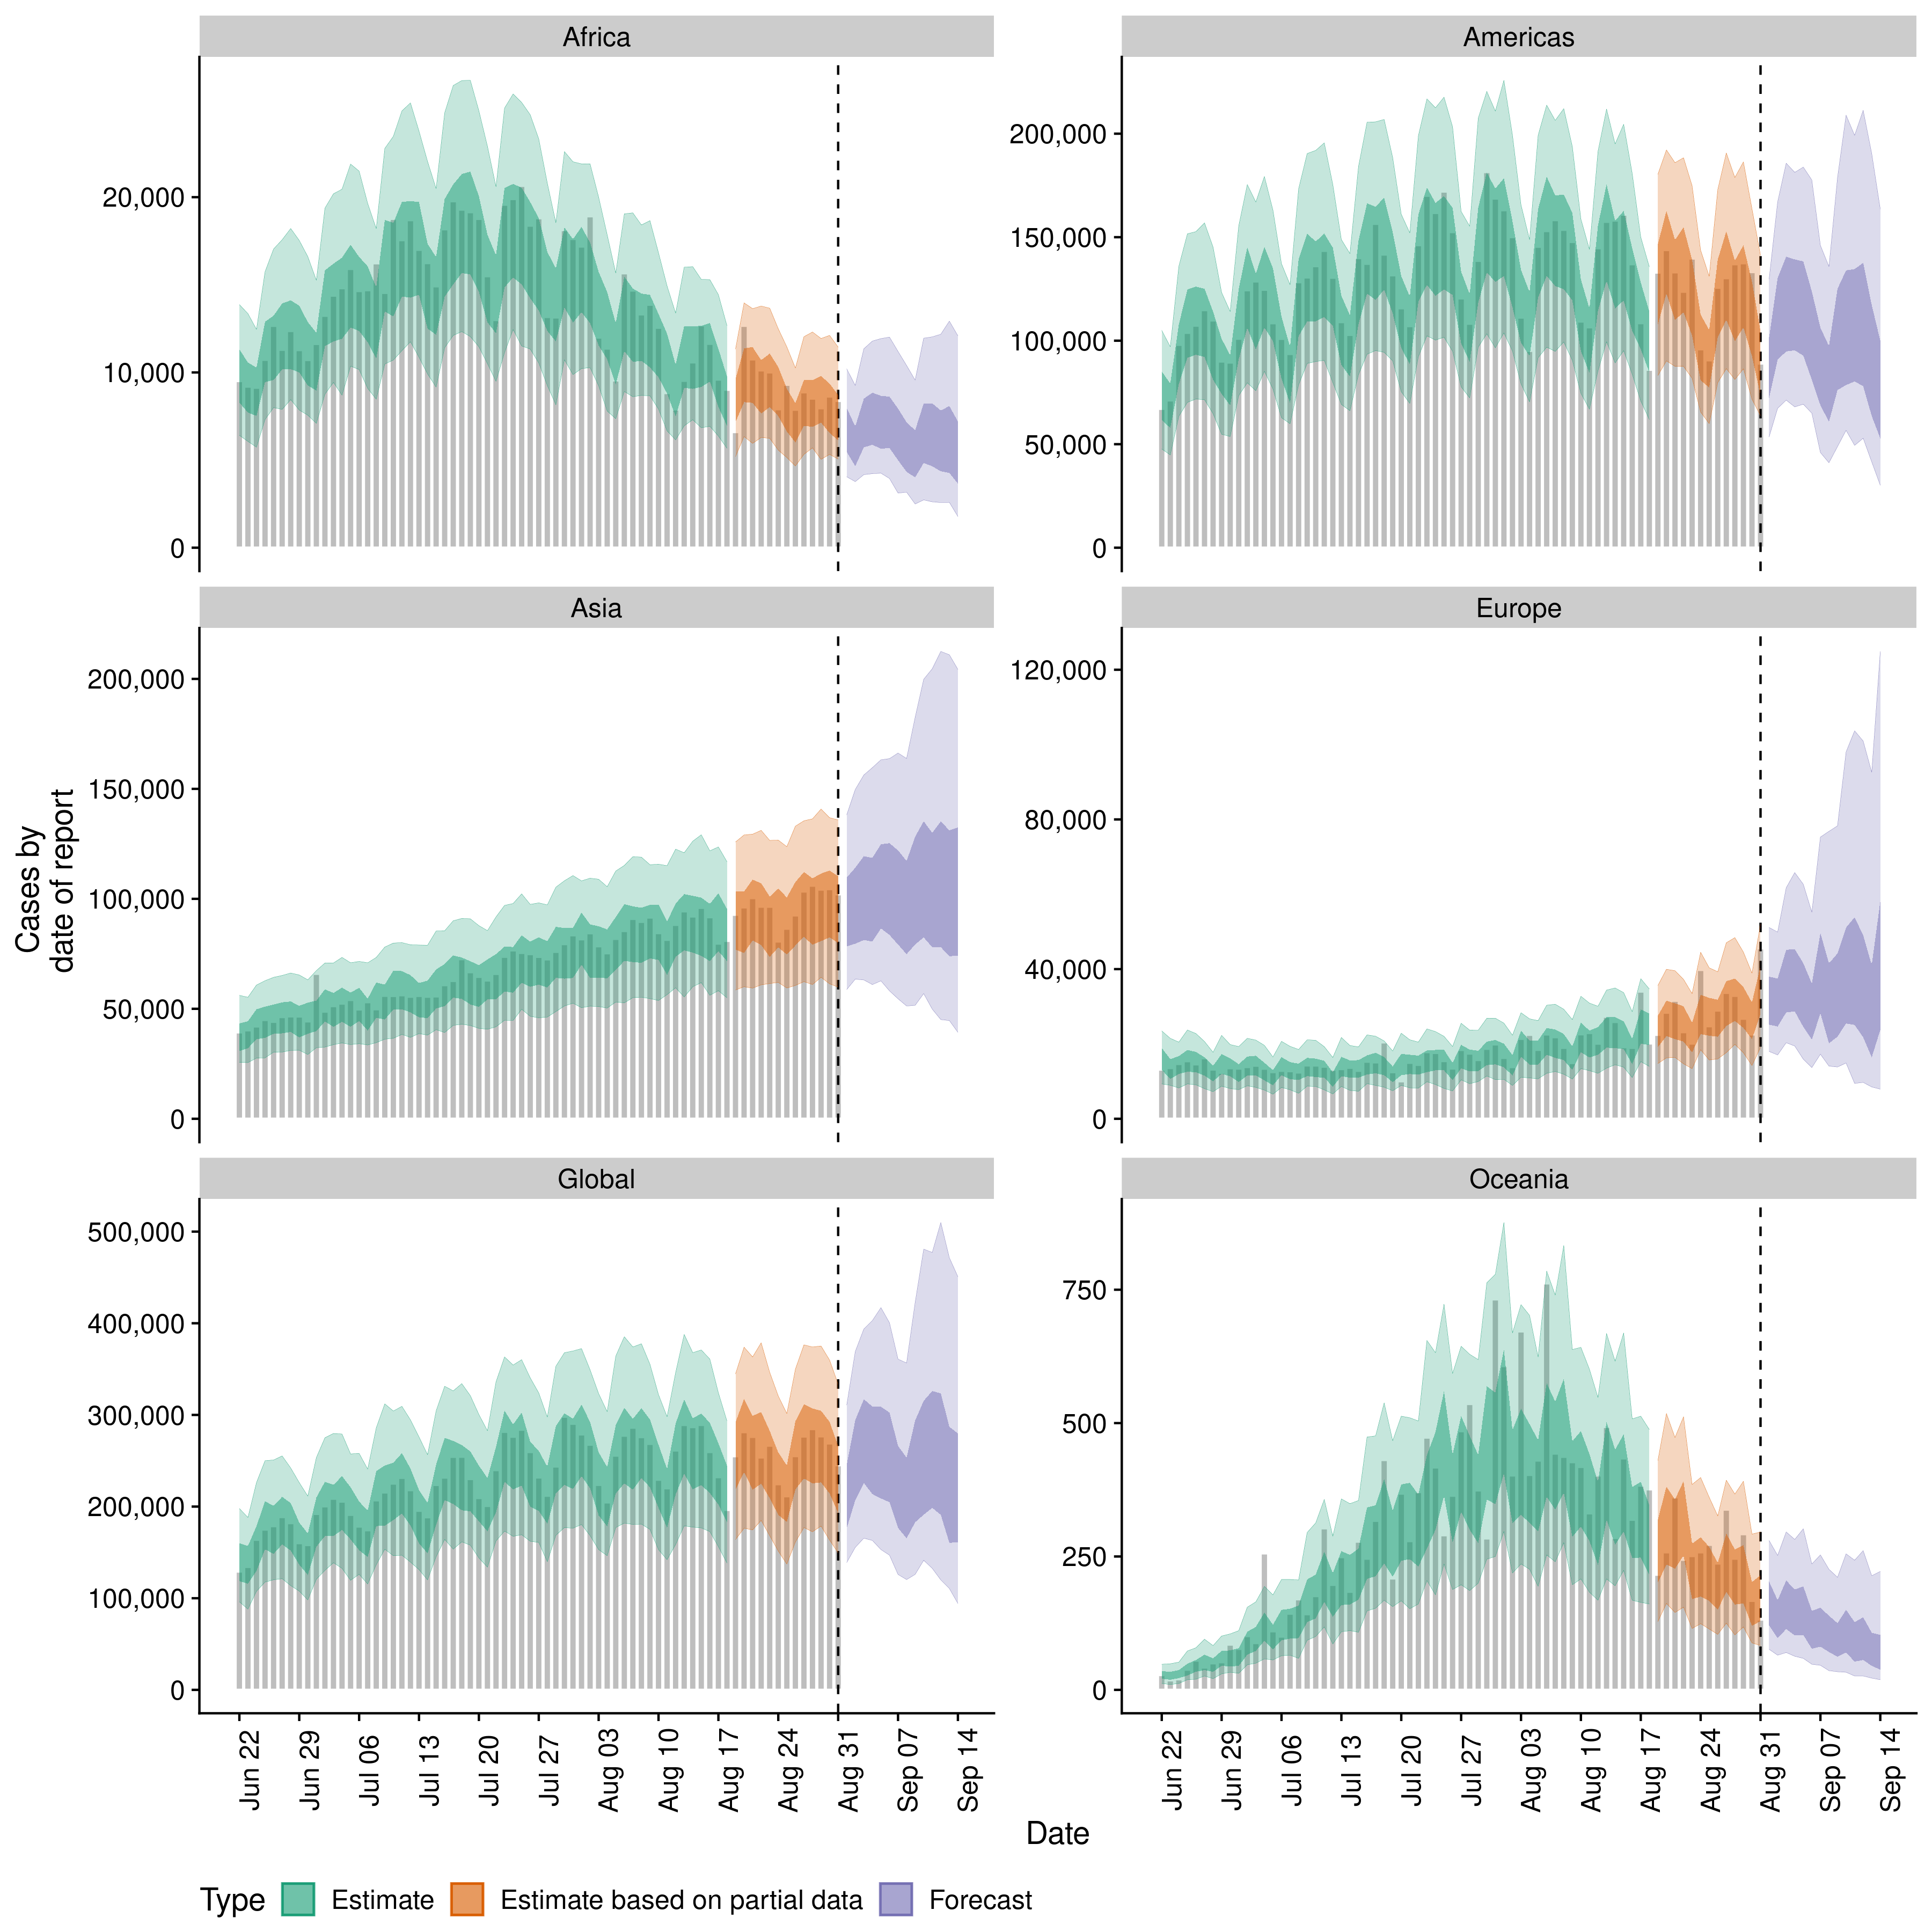 Africa
Americas
20,000
10,000
0
200,000
150,000
100,000
50,000
0
Asia
Europe
Cases by
date of report
200,000
150,000
100,000
50,000
0
120,000
80,000
40,000
0
Global
Oceania
500,000
400,000
300,000
200,000
100,000
0
750
500
250
0
Jun 22
Jun 29
Jul 06
Jul 13
Jul 20
Jul 27
Aug 03
Aug 10
Aug 17
Aug 24
Aug 31
Sep 07
Sep 14
Jun 22
Jun 29
Jul 06
Jul 13
Jul 20
Jul 27
Aug 03
Aug 10
Aug 17
Aug 24
Aug 31
Sep 07
Sep 14
Date
Type Estimate Estimate based on partial data Forecast